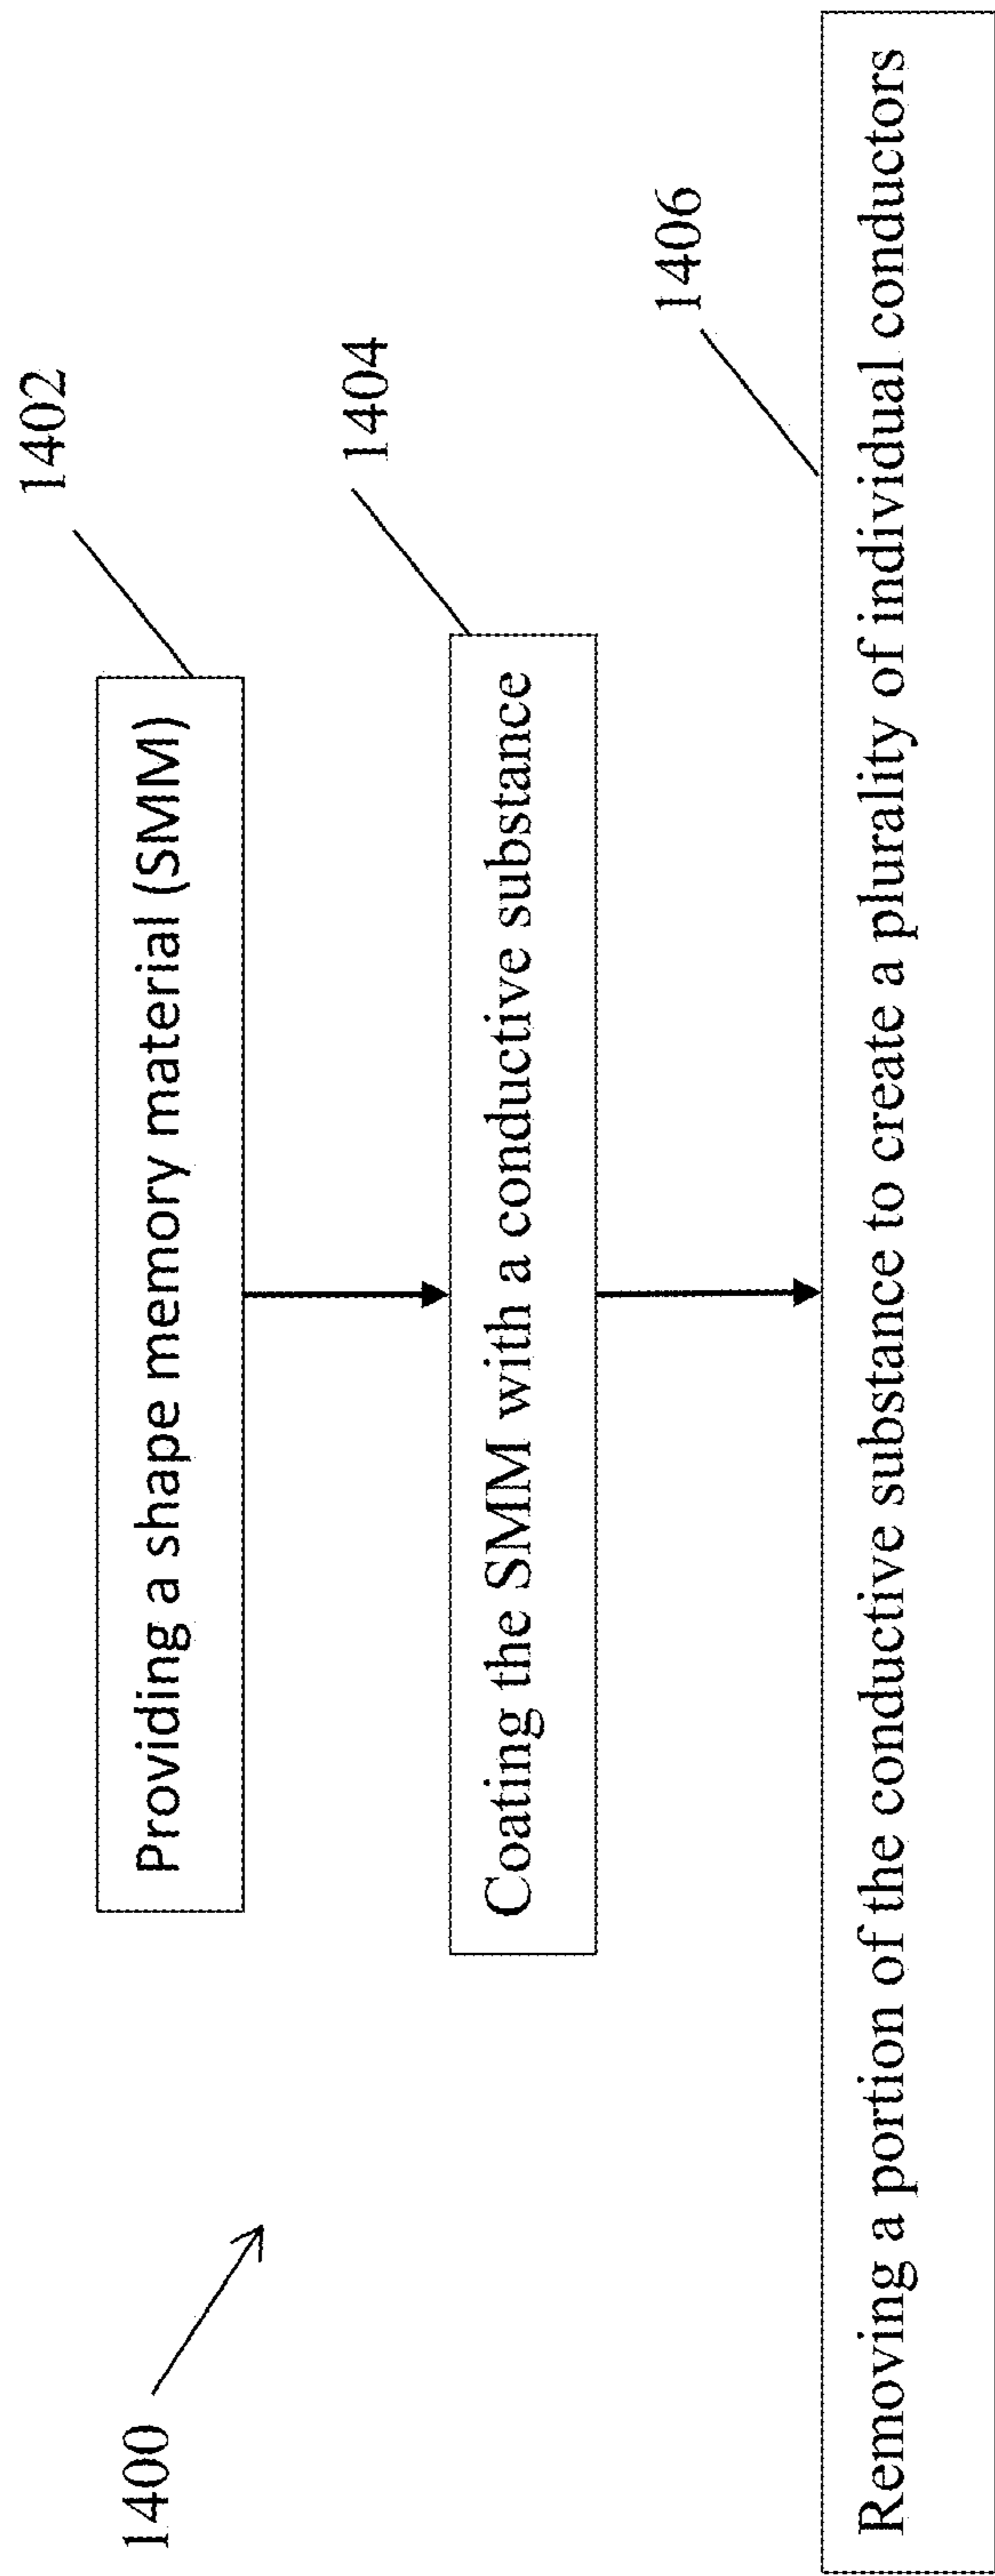 1400
1402
Providing a shape memory material (SMM)
1404
Coating the SMM with a conductive substance
1406
Removing a portion of the conductive substance to create a plurality of individual conductors